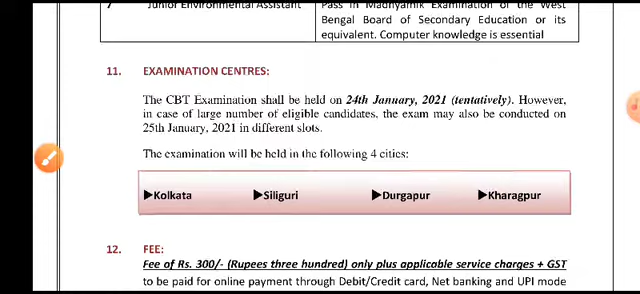 7 Junior Environmental Assistant Pass in Madhyamik Examination of the West
Bengal Board of Secondary Education or its
equivalent. Computer knowledge is essential
11. EXAMINATION CENTRES:
The CBT Examination shall be held on 24th January, 2021 (tentatively). However,
in case of large number of eligible candidates, the exam may also be conducted on
25th January, 2021 in different slots.
The examination will be held in the following 4 cities:
▶Kolkata ▶Siliguri ▶Durgapur ▶Kharagpur
12. FEE:
Fee of Rs. 300/- (Rupees three hundred) only plus applicable service charges + GST
to be paid for online payment through Debit/Credit card, Net banking and UPI mode